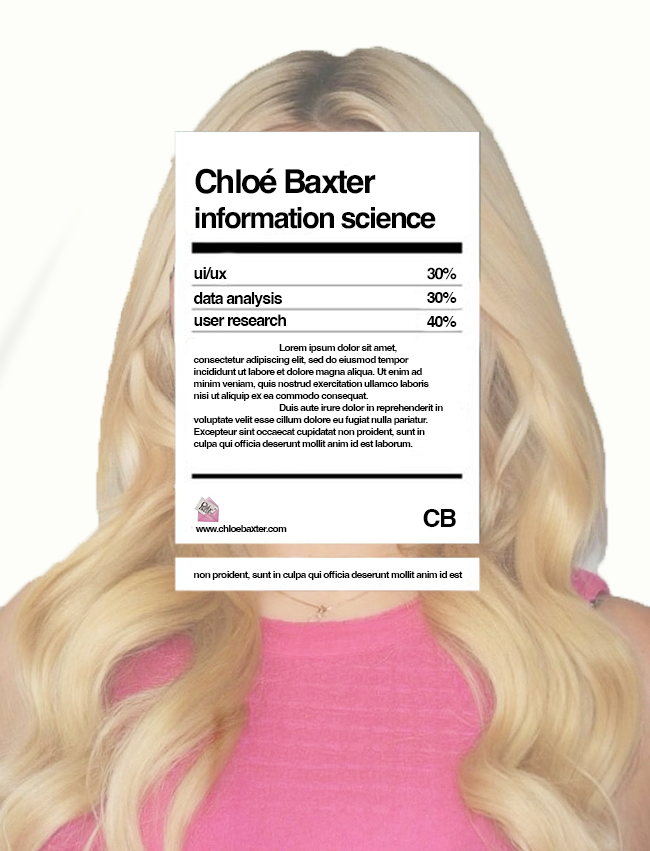 Chloé Baxter
information science
ui/ux 30%
data analysis 30%
user research 40%
Lorem ipsum dolor sit amet,
consectetur adipiscing elit, sed do eiusmod tempor
incididunt ut labore et dolore magna aliqua. Ut enim ad
minim veniam, quis nostrud exercitation ullamco laboris
nisi ut aliquip ex ea commodo consequat.
Duis aute irure dolor in reprehenderit in
voluptate velit esse cillum dolore eu fugiat nulla pariatur.
Excepteur sint occaecat cupidatat non proident, sunt in
culpa qui officia deserunt mollit anim id est laborum.
www.chloebaxter.com
CB
non proident, sunt in culpa qui officia deserunt mollit anim id est